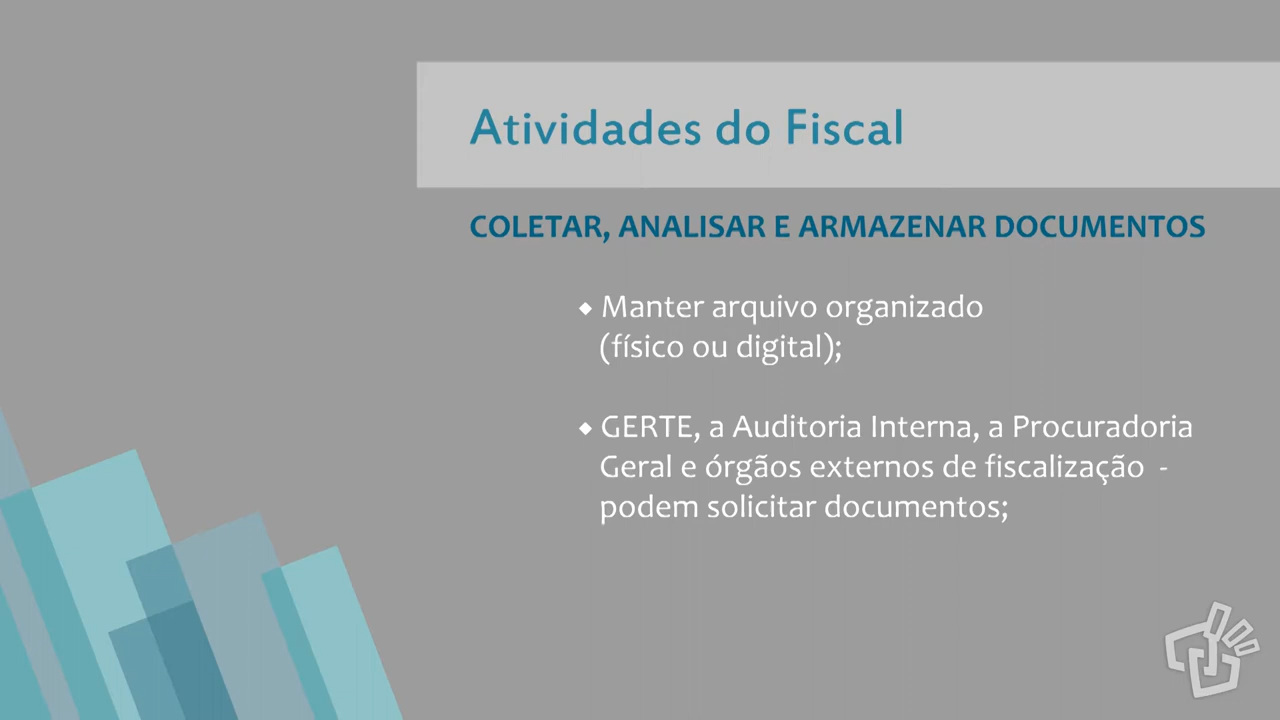 Atividades do Fiscal
COLETAR, ANALISAR E ARMAZENAR DOCUMENTOS
◆ Manter arquivo organizado
(físico ou digital);
◆ GERTE, a Auditoria Interna, a Procuradoria
Geral e órgãos externos de fiscalização -
podem solicitar documentos;